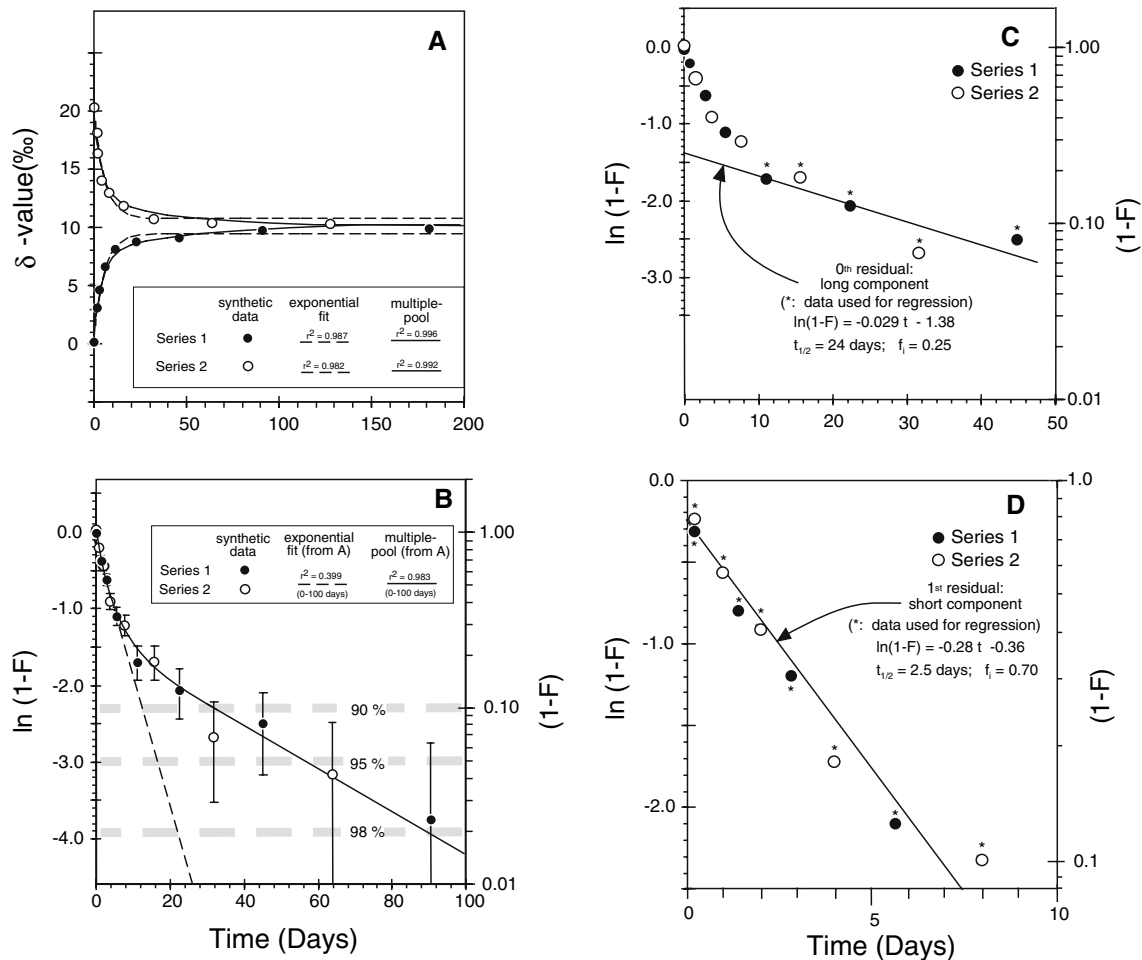 A
δ -value(‰)
20
15
10
5
0
synthetic data
exponential fit
multiple-pool
Series 1
r² = 0.987
r² = 0.996
Series 2
r² = 0.982
r² = 0.992
0 50 100 150 200
C
Series 1
Series 2
ln (1-F)
0.0
-1.0
-2.0
-3.0
(1-F)
1.00
0.10
0.01
* * * * *
0th residual:
long component
(*: data used for regression)
ln(1-F) = -0.029 t - 1.38
t1/2 = 24 days; fi = 0.25
0 10 20 30 40 50
B
synthetic data
exponential fit (from A)
multiple-pool (from A)
Series 1
Series 2
r² = 0.399
(0-100 days)
r² = 0.983
(0-100 days)
ln (1-F)
0.0
-1.0
-2.0
-3.0
-4.0
90 %
95 %
98 %
(1-F)
1.00
0.10
0.01
0 20 40 60 80 100
Time (Days)
D
Series 1
Series 2
ln (1-F)
0.0
-1.0
-2.0
(1-F)
1.0
0.1
* * * * * * * * *
1st residual:
short component
(*: data used for regression)
ln(1-F) = -0.28 t -0.36
t1/2 = 2.5 days; fi = 0.70
0 5 10
Time (Days)